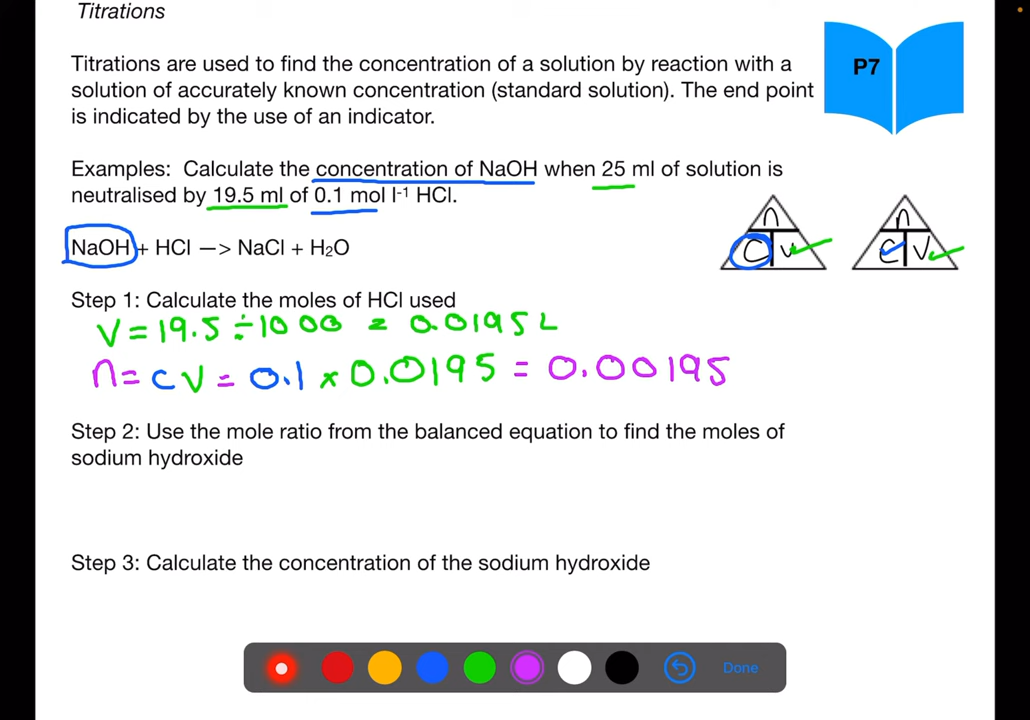 Titrations
Titrations are used to find the concentration of a solution by reaction with a
solution of accurately known concentration (standard solution). The end point
is indicated by the use of an indicator.
P7
Examples: Calculate the concentration of NaOH when 25 ml of solution is
neutralised by 19.5 ml of 0.1 mol l⁻¹ HCl.
NaOH + HCl —> NaCl + H2O
n
C V
n
C V
Step 1: Calculate the moles of HCl used
V = 19.5 ÷ 1000 = 0.0195 L
n = CV = 0.1 × 0.0195 = 0.00195
Step 2: Use the mole ratio from the balanced equation to find the moles of
sodium hydroxide
Step 3: Calculate the concentration of the sodium hydroxide
Done